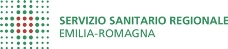 SERVIZIO SANITARIO REGIONALE
EMILIA-ROMAGNA